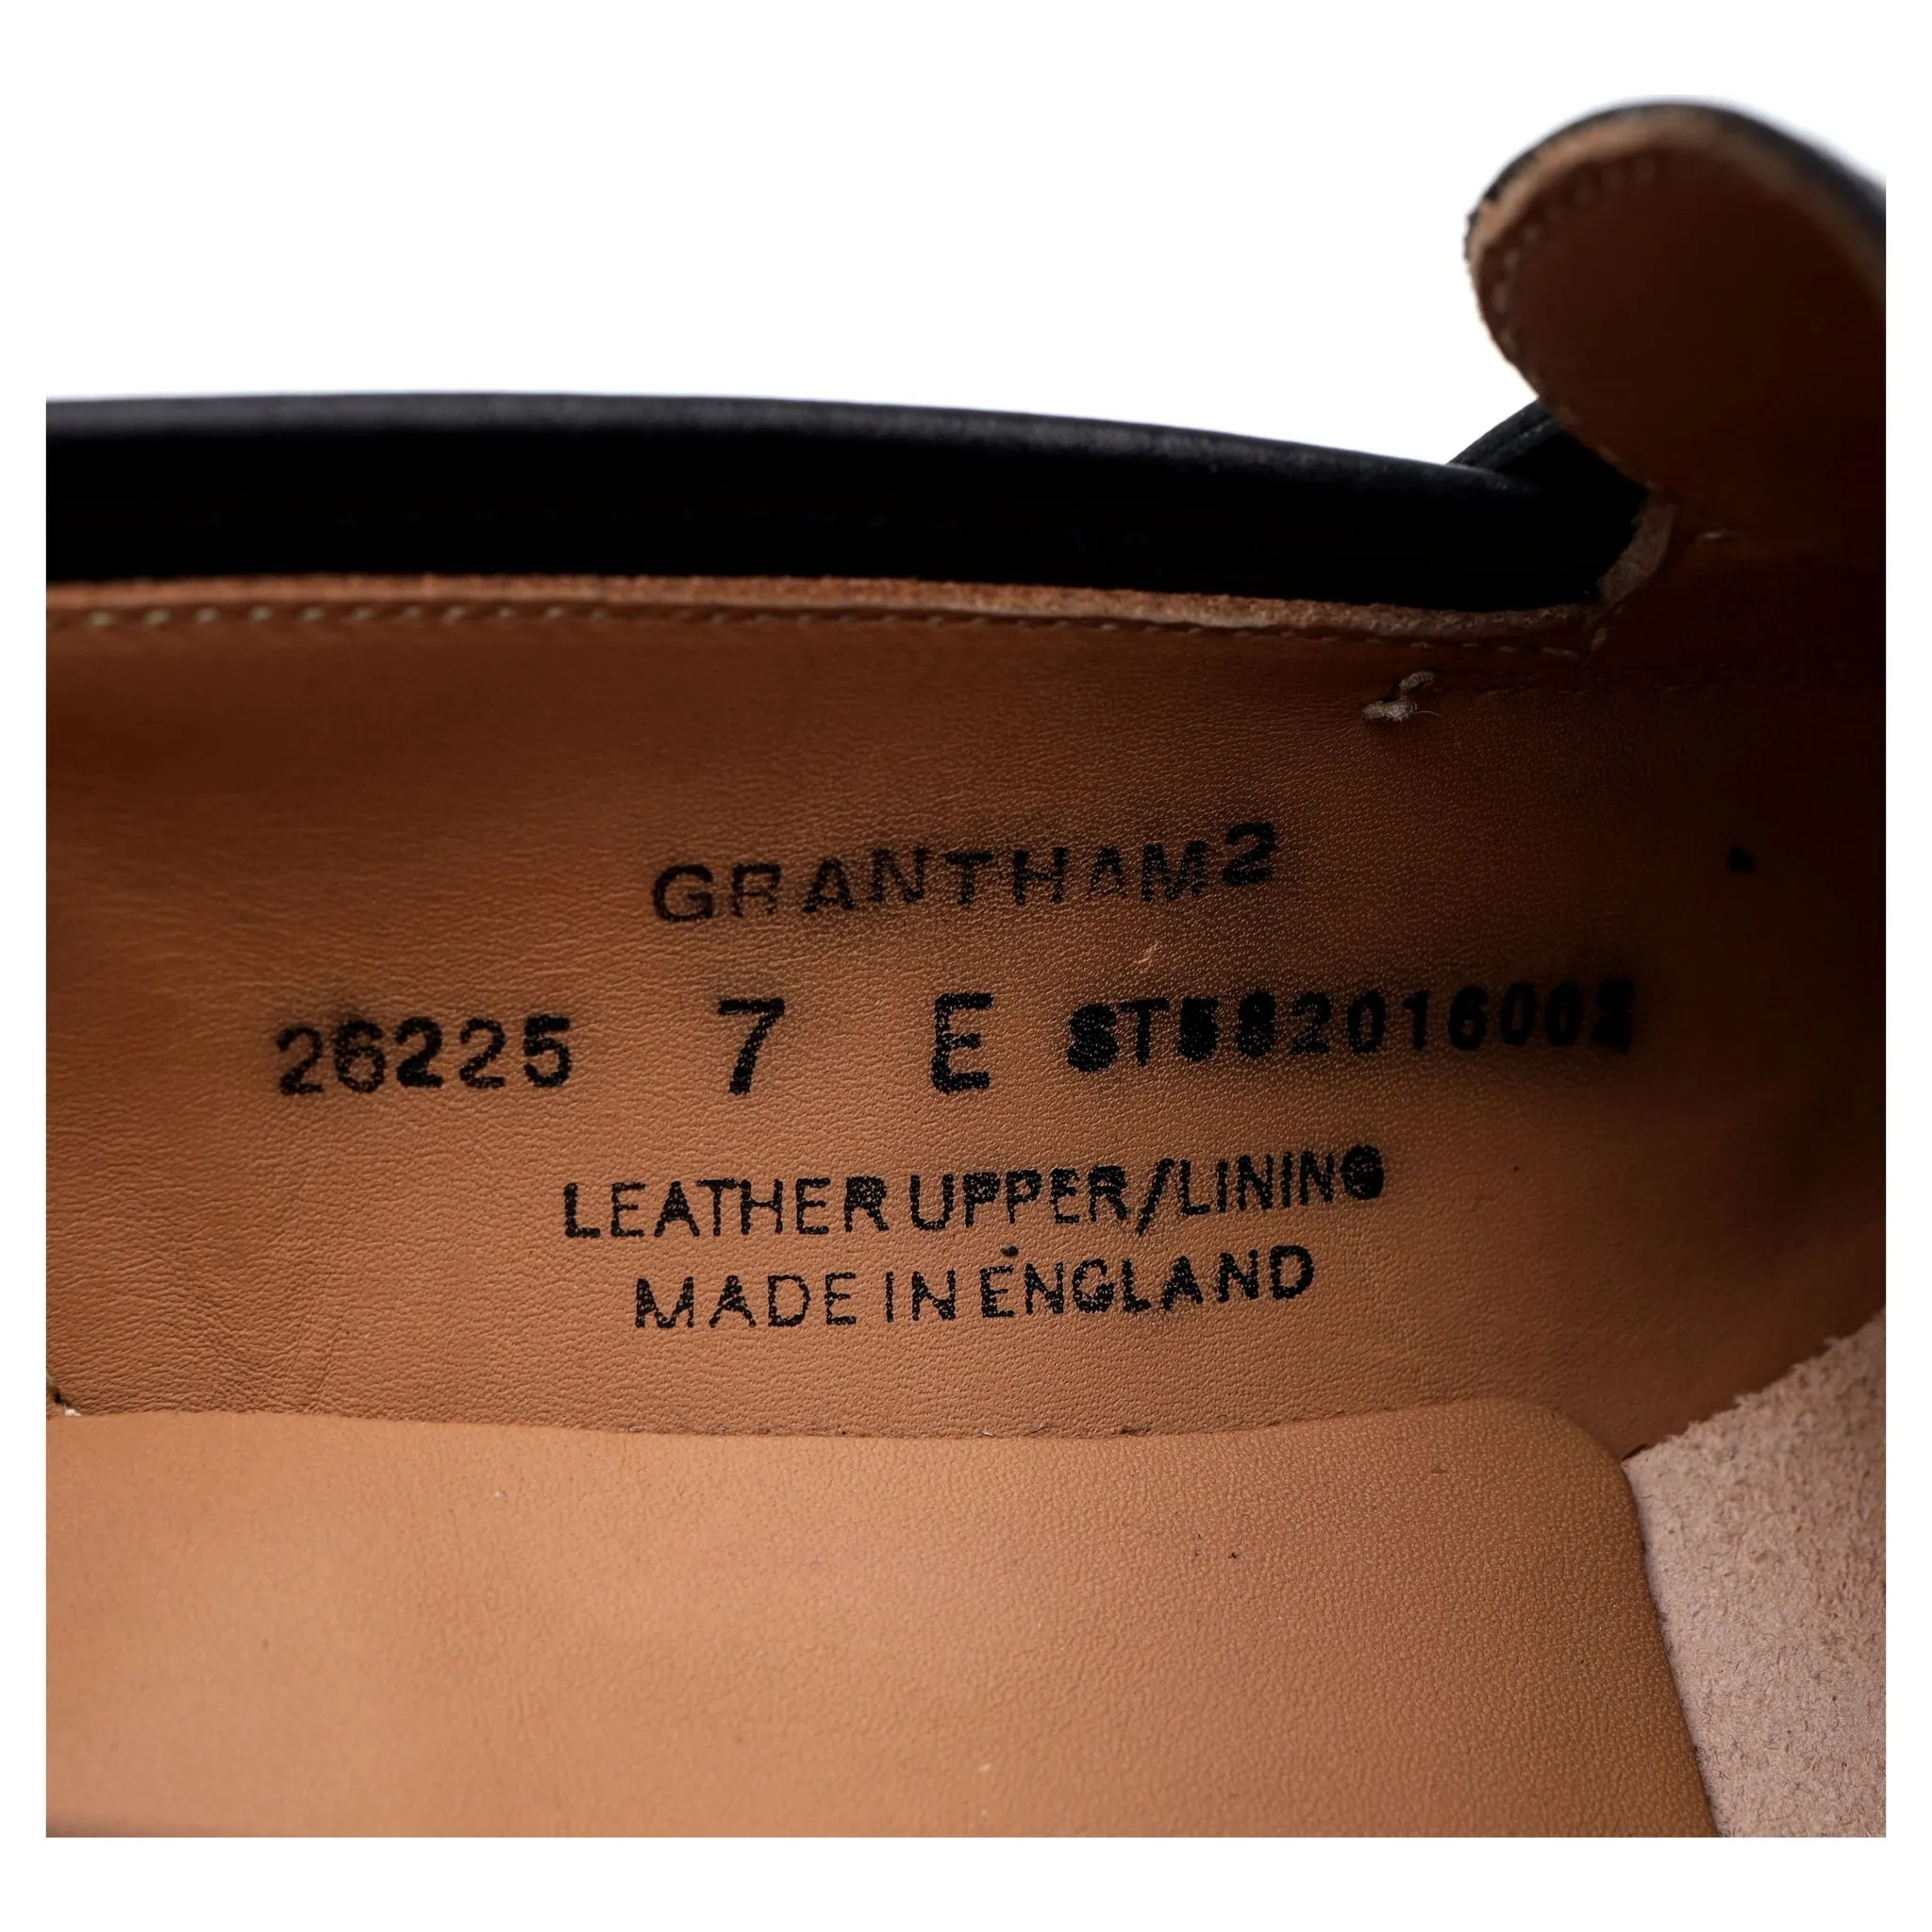 GRANTHAM2
26225 7 E
LEATHER UPPER/LINING
MADE IN ENGLAND